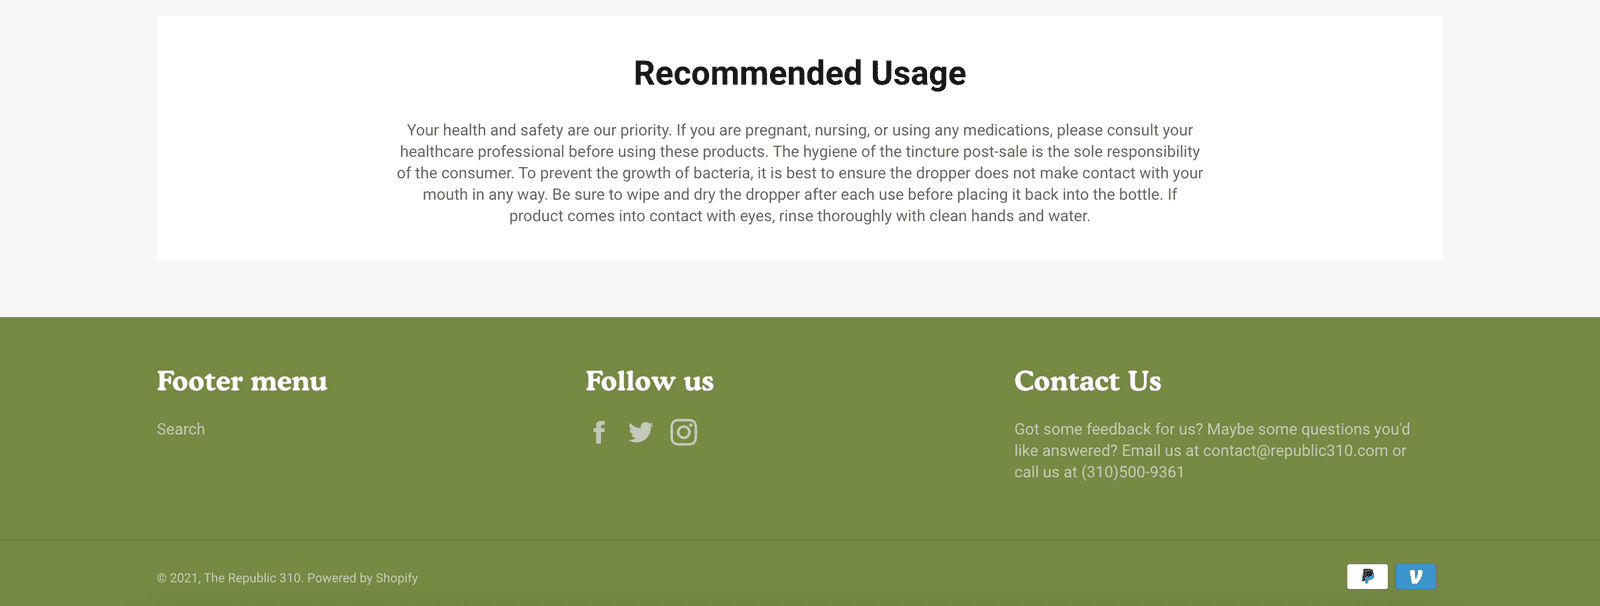 Recommended Usage
Your health and safety are our priority. If you are pregnant, nursing, or using any medications, please consult your
healthcare professional before using these products. The hygiene of the tincture post-sale is the sole responsibility
of the consumer. To prevent the growth of bacteria, it is best to ensure the dropper does not make contact with your
mouth in any way. Be sure to wipe and dry the dropper after each use before placing it back into the bottle. If
product comes into contact with eyes, rinse thoroughly with clean hands and water.
Footer menu
Search
Follow us
Contact Us
Got some feedback for us? Maybe some questions you'd
like answered? Email us at contact@republic310.com or
call us at (310)500-9361
© 2021, The Republic 310. Powered by Shopify